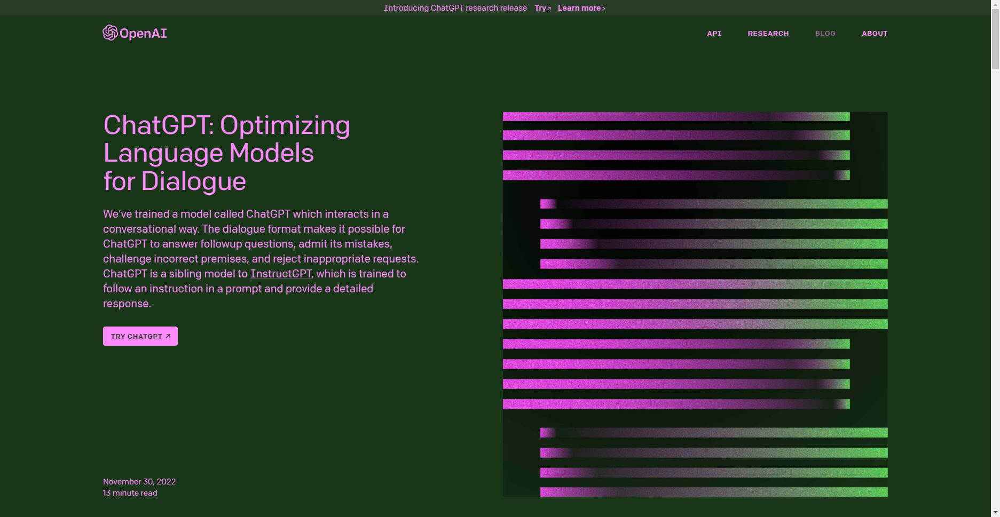 Introducing ChatGPT research release Try↗ Learn more›
OpenAI
API RESEARCH BLOG ABOUT
ChatGPT: Optimizing
Language Models
for Dialogue
We’ve trained a model called ChatGPT which interacts in a
conversational way. The dialogue format makes it possible for
ChatGPT to answer followup questions, admit its mistakes,
challenge incorrect premises, and reject inappropriate requests.
ChatGPT is a sibling model to InstructGPT, which is trained to
follow an instruction in a prompt and provide a detailed
response.
TRY CHATGPT ↗
November 30, 2022
13 minute read